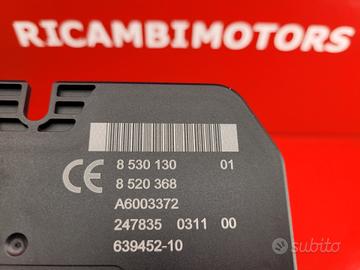 RICAMBIMOTORS
8 530 130 01
CE 8 520 368
A6003372
247835 0311 00
639452-10
subito